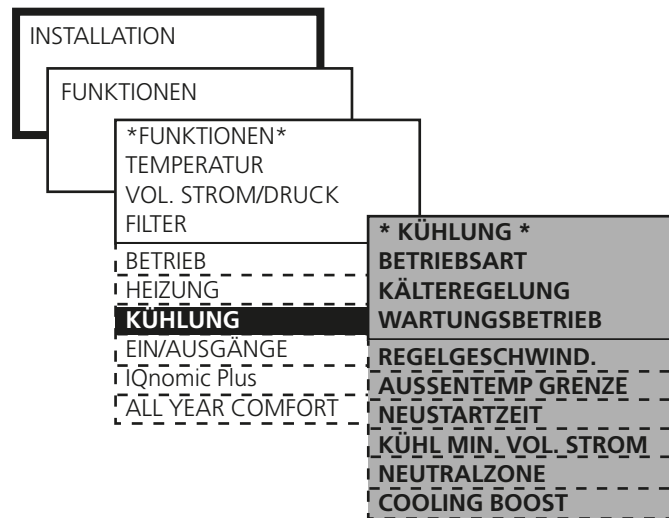 INSTALLATION
FUNKTIONEN
*FUNKTIONEN*
TEMPERATUR
VOL. STROM/DRUCK
FILTER
BETRIEB
HEIZUNG
KÜHLUNG
EIN/AUSGÄNGE
IQnomic Plus
ALL YEAR COMFORT
* KÜHLUNG *
BETRIEBSART
KÄLTEREGELUNG
WARTUNGSBETRIEB
REGELGESCHWIND.
AUSSENTEMP GRENZE
NEUSTARTZEIT
KÜHL MIN. VOL. STROM
NEUTRALZONE
COOLING BOOST